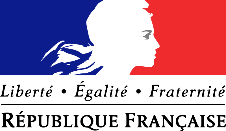 Liberté • Égalité • Fraternité
RÉPUBLIQUE FRANÇAISE